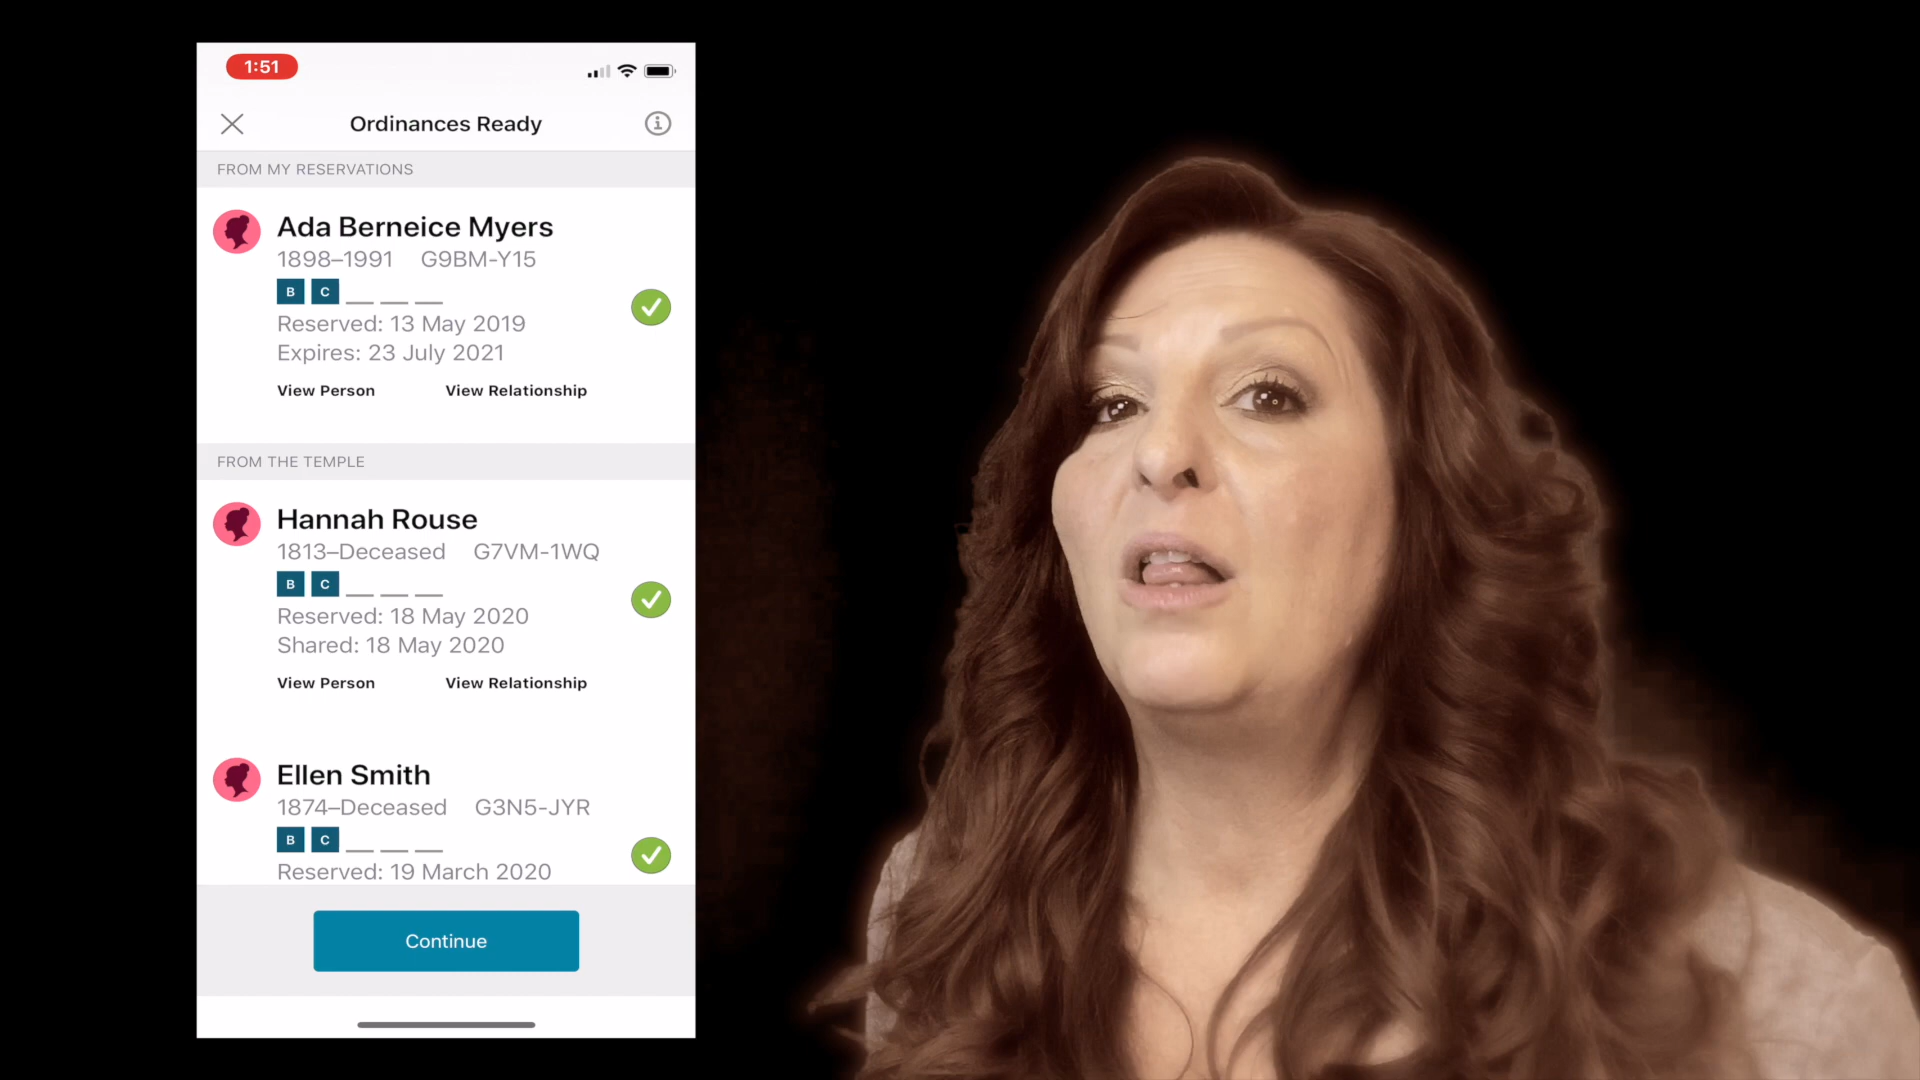 1:51
Ordinances Ready
FROM MY RESERVATIONS
Ada Berneice Myers
1898–1991 G9BM-Y15
B C
Reserved: 13 May 2019
Expires: 23 July 2021
View Person View Relationship
FROM THE TEMPLE
Hannah Rouse
1813–Deceased G7VM-1WQ
B C
Reserved: 18 May 2020
Shared: 18 May 2020
View Person View Relationship
Ellen Smith
1874–Deceased G3N5-JYR
B C
Reserved: 19 March 2020
Continue